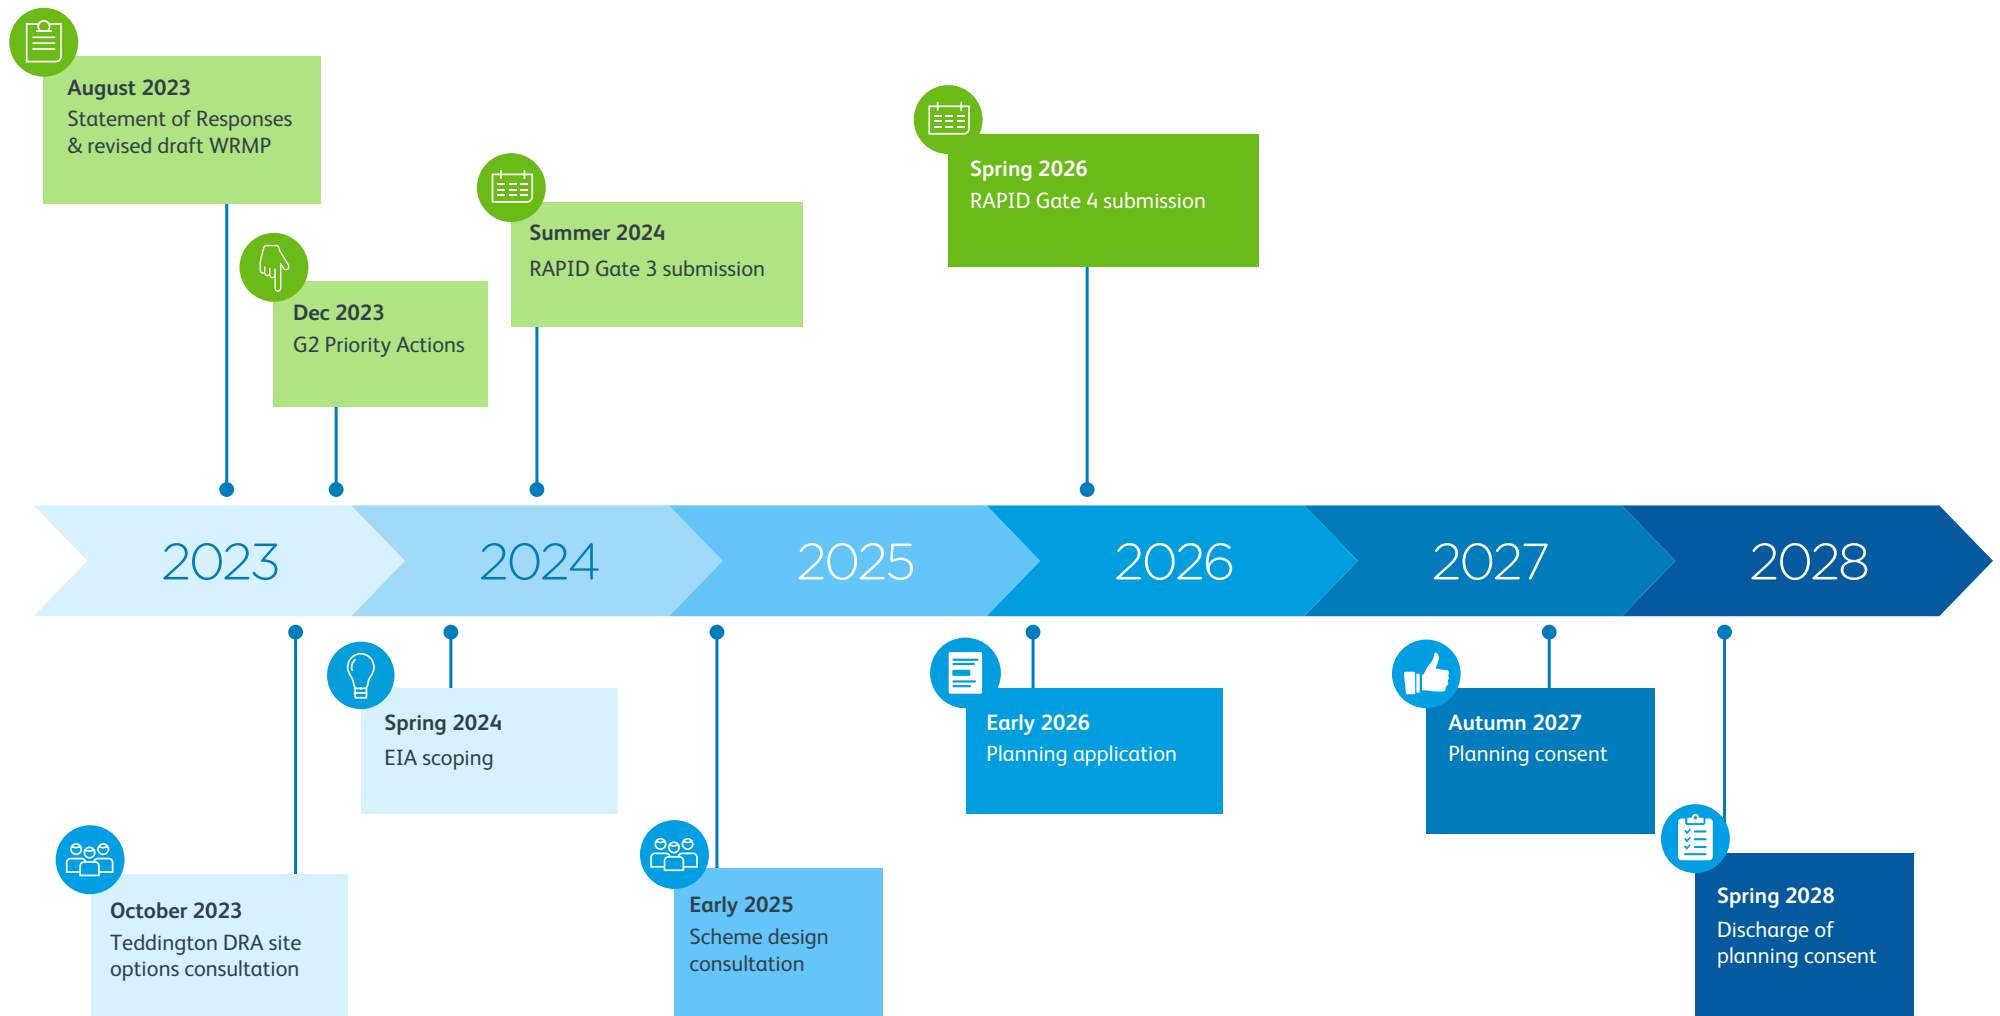 August 2023
Statement of Responses
& revised draft WRMP
Dec 2023
G2 Priority Actions
Summer 2024
RAPID Gate 3 submission
Spring 2026
RAPID Gate 4 submission
2023
2024
2025
2026
2027
2028
October 2023
Teddington DRA site
options consultation
Spring 2024
EIA scoping
Early 2025
Scheme design
consultation
Early 2026
Planning application
Autumn 2027
Planning consent
Spring 2028
Discharge of
planning consent